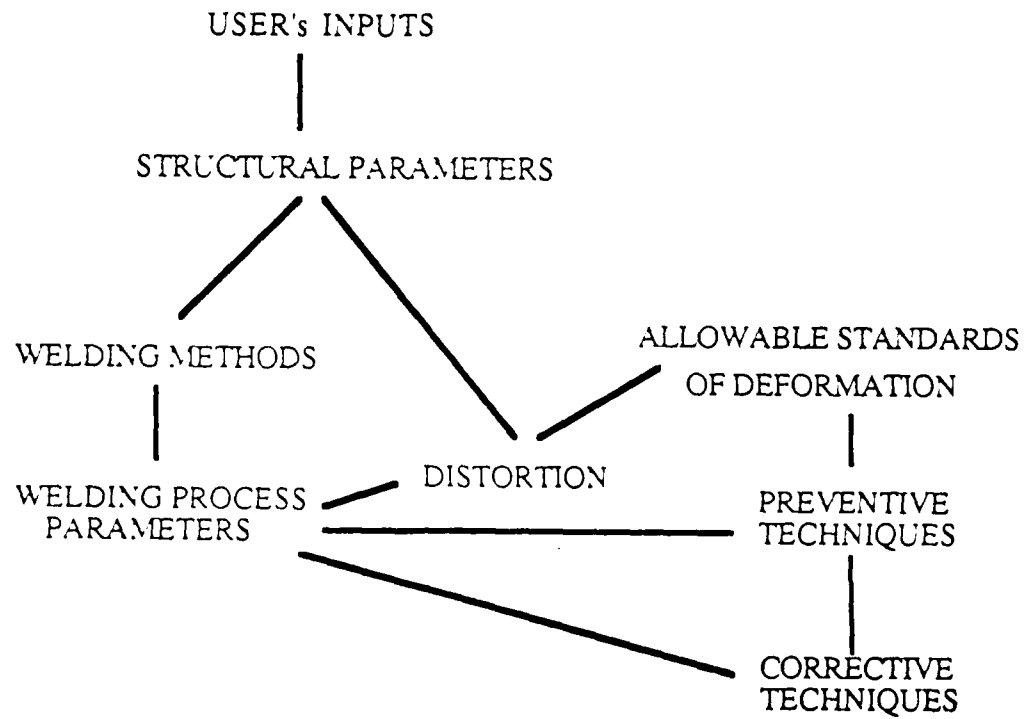 USER's INPUTS
STRUCTURAL PARAMETERS
WELDING METHODS
ALLOWABLE STANDARDS
OF DEFORMATION
DISTORTION
WELDING PROCESS
PARAMETERS
PREVENTIVE
TECHNIQUES
CORRECTIVE
TECHNIQUES